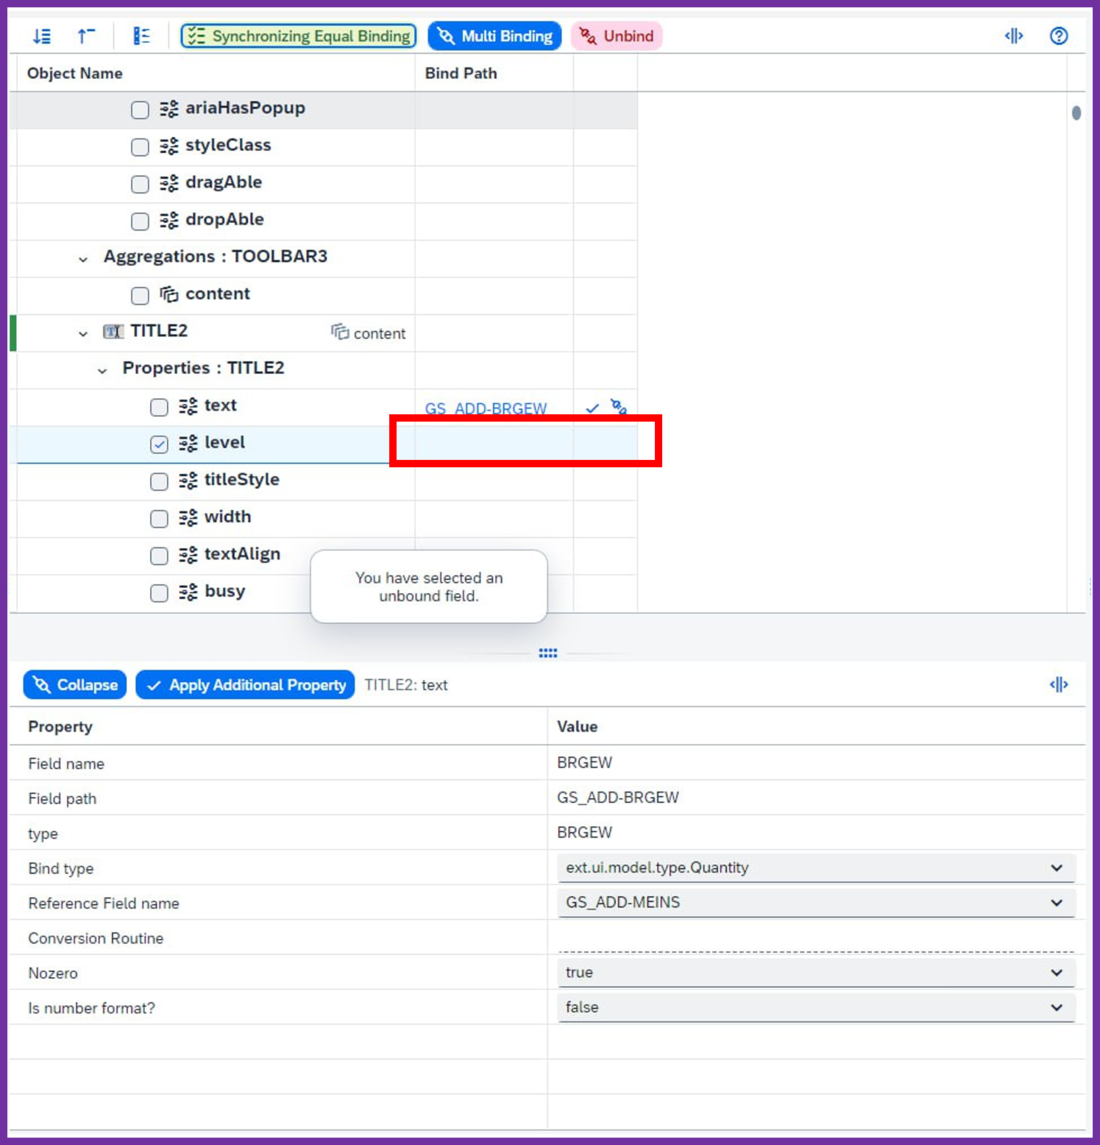 Synchronizing Equal Binding Multi Binding Unbind
Object Name Bind Path
ariaHasPopup
styleClass
dragAble
dropAble
Aggregations : TOOLBAR3
content
TITLE2 content
Properties : TITLE2
text GS_ADD-BRGEW
level
titleStyle
width
textAlign
busy
You have selected an
unbound field.
Collapse Apply Additional Property TITLE2: text
Property Value
Field name BRGEW
Field path GS_ADD-BRGEW
type BRGEW
Bind type ext.ui.model.type.Quantity
Reference Field name GS_ADD-MEINS
Conversion Routine
Nozero true
Is number format? false